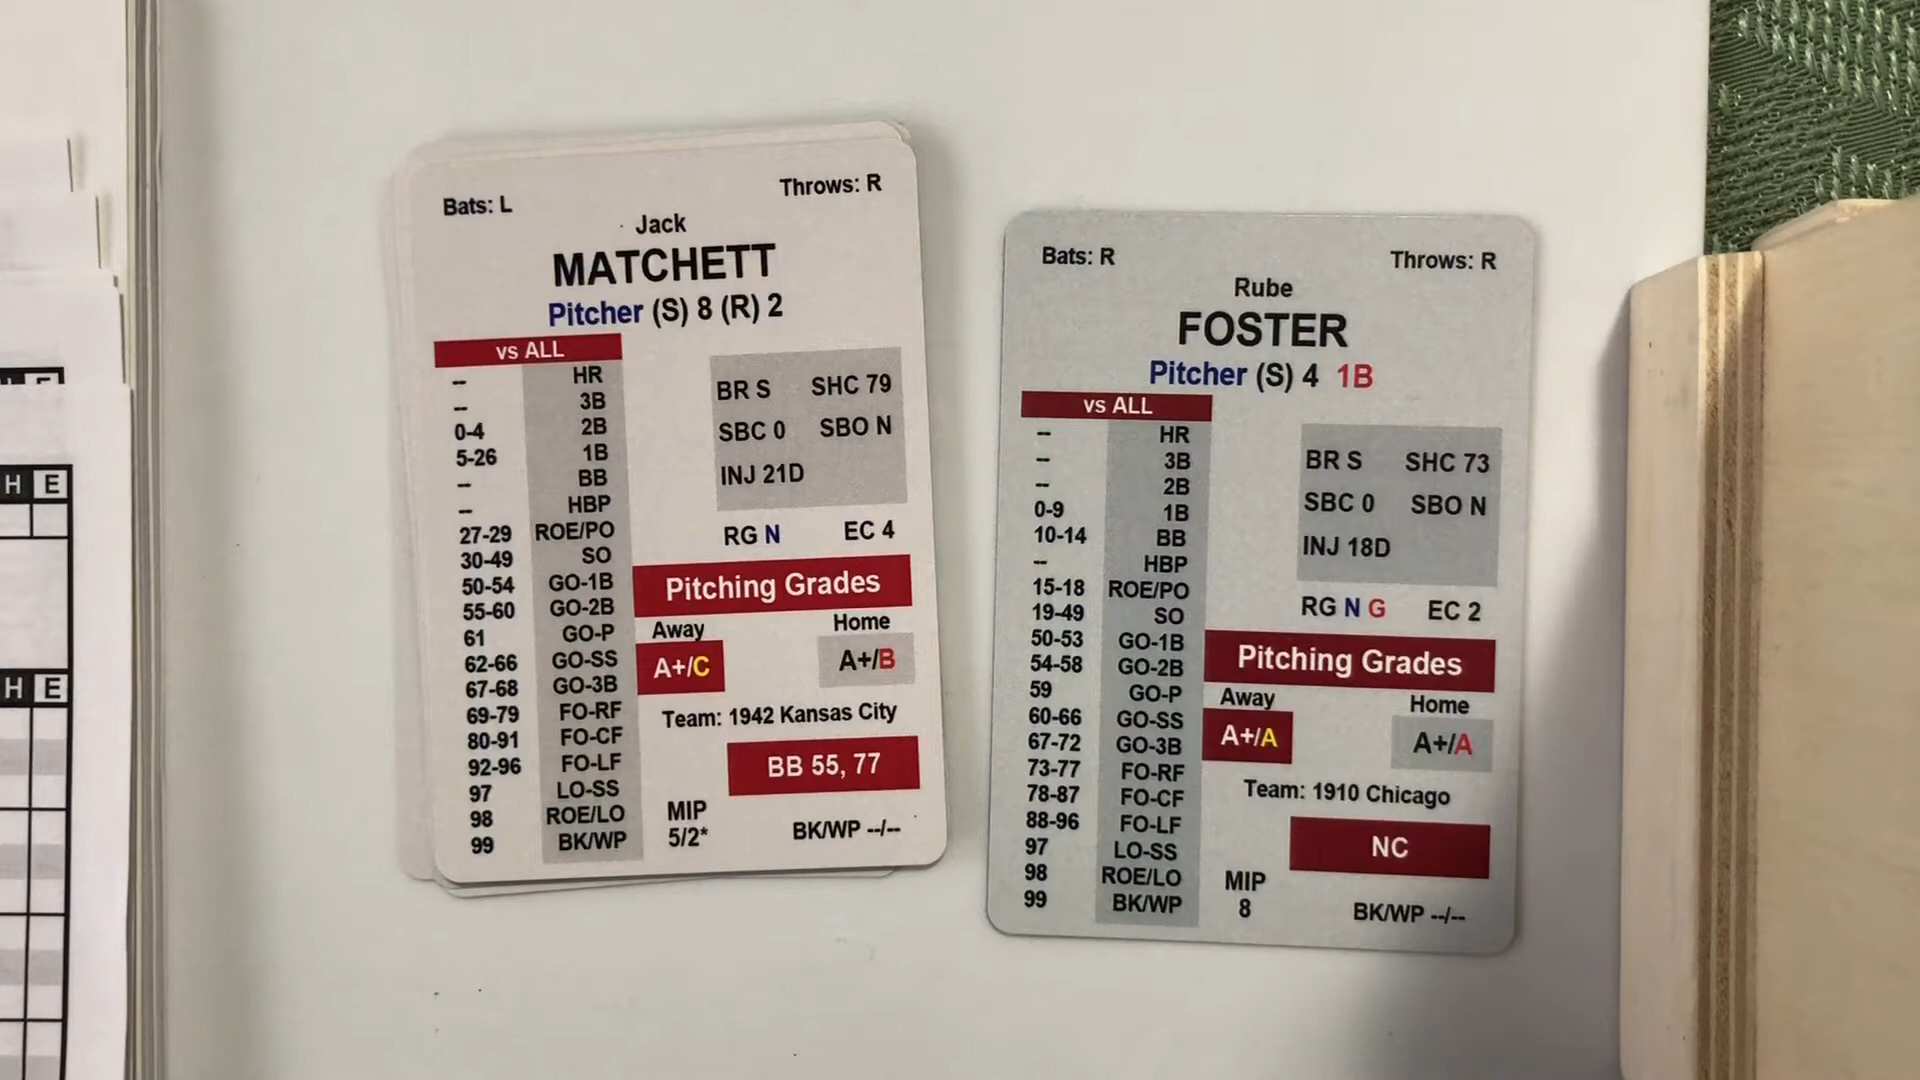 Bats: L Throws: R
Jack
MATCHETT
Pitcher (S) 8 (R) 2
vs ALL
-- HR
-- 3B
0-4 2B
5-26 1B
-- BB
-- HBP
27-29 ROE/PO
30-49 SO
50-54 GO-1B
55-60 GO-2B
61 GO-P
62-66 GO-SS
67-68 GO-3B
69-79 FO-RF
80-91 FO-CF
92-96 FO-LF
97 LO-SS
98 ROE/LO
99 BK/WP
BR S SHC 79
SBC 0 SBO N
INJ 21D
RG N EC 4
Pitching Grades
Away Home
A+/C A+/B
Team: 1942 Kansas City
BB 55, 77
MIP
5/2*
BK/WP --/--
Bats: R Throws: R
Rube
FOSTER
Pitcher (S) 4 1B
vs ALL
-- HR
-- 3B
-- 2B
0-9 1B
10-14 BB
-- HBP
15-18 ROE/PO
19-49 SO
50-53 GO-1B
54-58 GO-2B
59 GO-P
60-66 GO-SS
67-72 GO-3B
73-77 FO-RF
78-87 FO-CF
88-96 FO-LF
97 LO-SS
98 ROE/LO
99 BK/WP
BR S SHC 73
SBC 0 SBO N
INJ 18D
RG N G EC 2
Pitching Grades
Away Home
A+/A A+/A
Team: 1910 Chicago
NC
MIP
8
BK/WP --/--
H E
H E